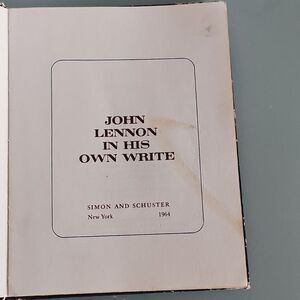 JOHN
LENNON
IN HIS
OWN WRITE
SIMON AND SCHUSTER
New York 1964